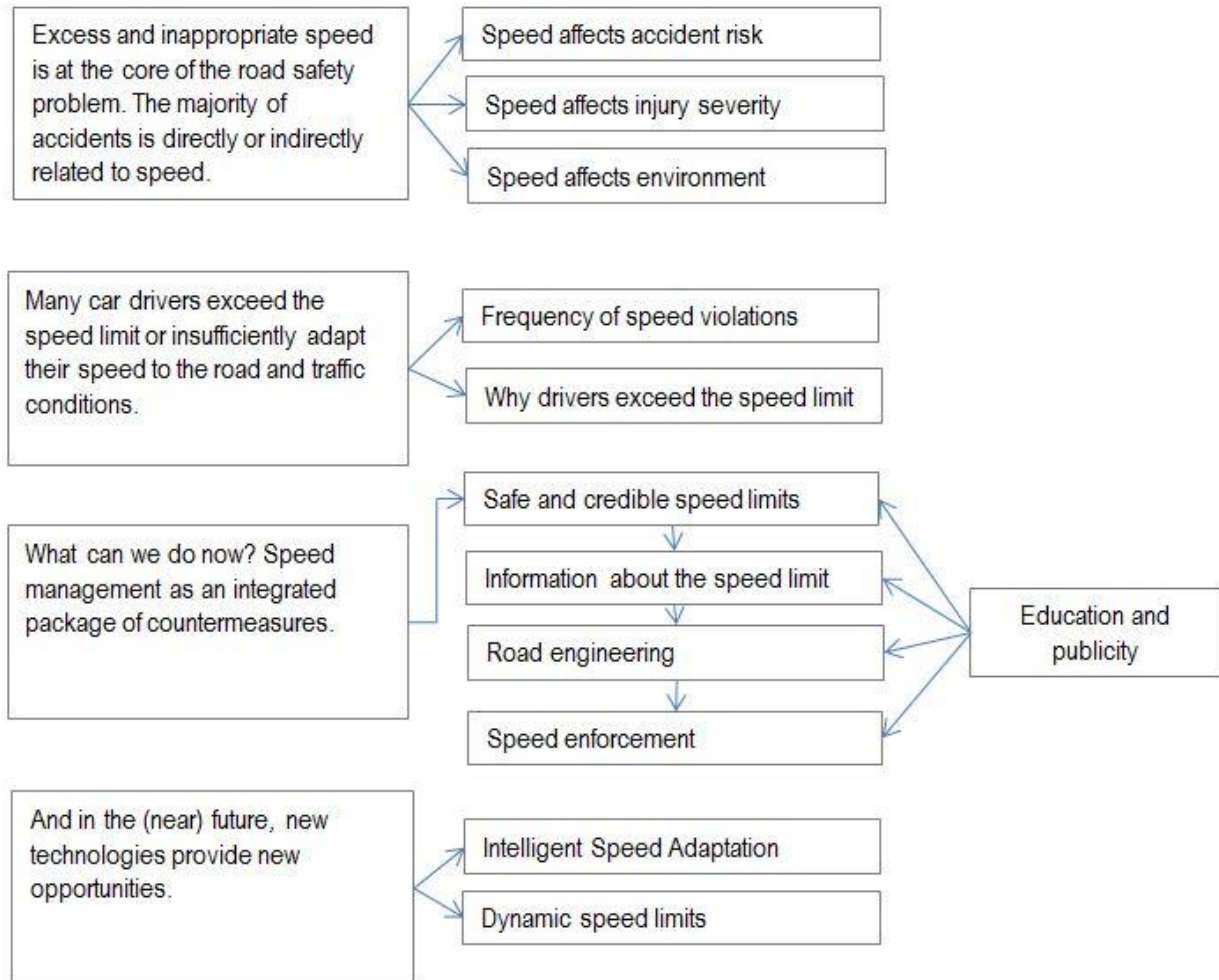 Excess and inappropriate speed
is at the core of the road safety
problem. The majority of
accidents is directly or indirectly
related to speed.
Speed affects accident risk
Speed affects injury severity
Speed affects environment
Many car drivers exceed the
speed limit or insufficiently adapt
their speed to the road and traffic
conditions.
Frequency of speed violations
Why drivers exceed the speed limit
What can we do now? Speed
management as an integrated
package of countermeasures.
Safe and credible speed limits
Information about the speed limit
Road engineering
Speed enforcement
Education and
publicity
And in the (near) future, new
technologies provide new
opportunities.
Intelligent Speed Adaptation
Dynamic speed limits